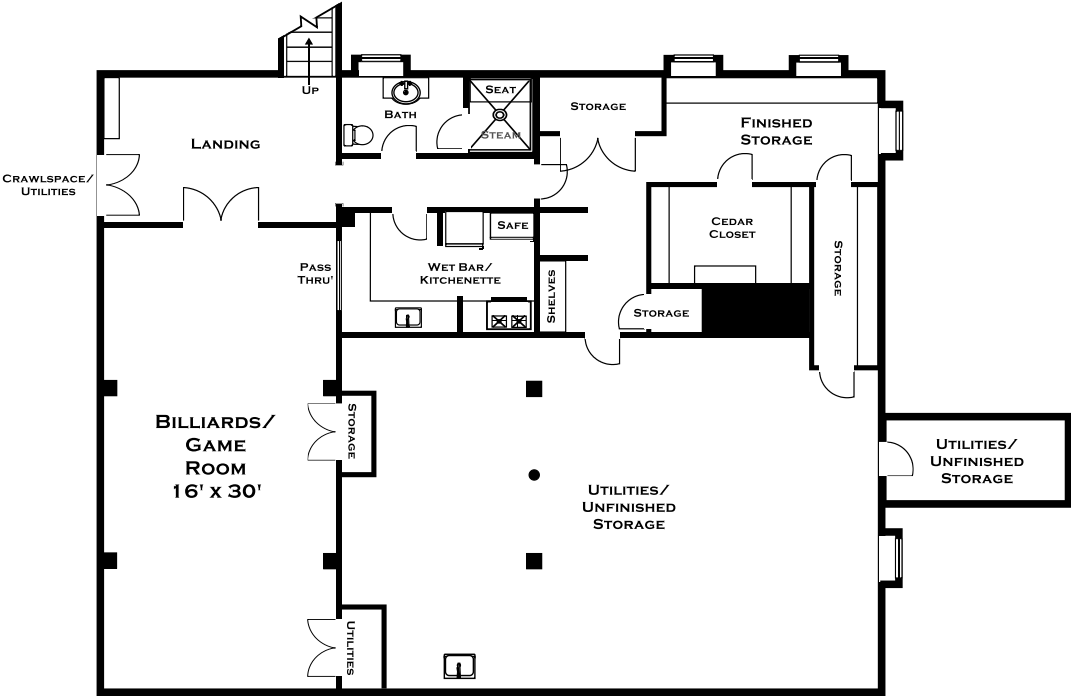 UP
SEAT
STEAM
BATH
STORAGE
FINISHED
STORAGE
LANDING
CRAWLSPACE/
UTILITIES
SAFE
CEDAR
CLOSET
STORAGE
PASS
THRU'
WET BAR/
KITCHENETTE
SHELVES
STORAGE
BILLIARDS/
GAME
ROOM
16' X 30'
STORAGE
UTILITIES/
UNFINISHED
STORAGE
UTILITIES/
UNFINISHED
STORAGE
UTILITIES